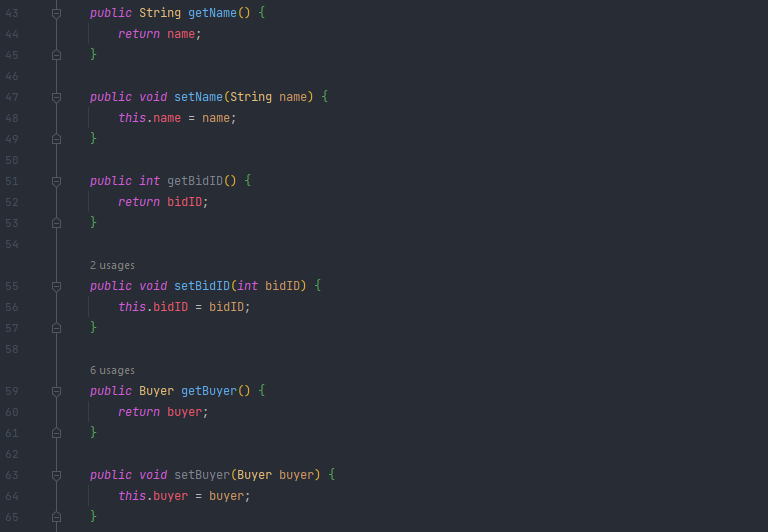 43 public String getName() {
44 return name;
45 }
46
47 public void setName(String name) {
48 this.name = name;
49 }
50
51 public int getBidID() {
52 return bidID;
53 }
54
2 usages
55 public void setBidID(int bidID) {
56 this.bidID = bidID;
57 }
58
6 usages
59 public Buyer getBuyer() {
60 return buyer;
61 }
62
63 public void setBuyer(Buyer buyer) {
64 this.buyer = buyer;
65 }